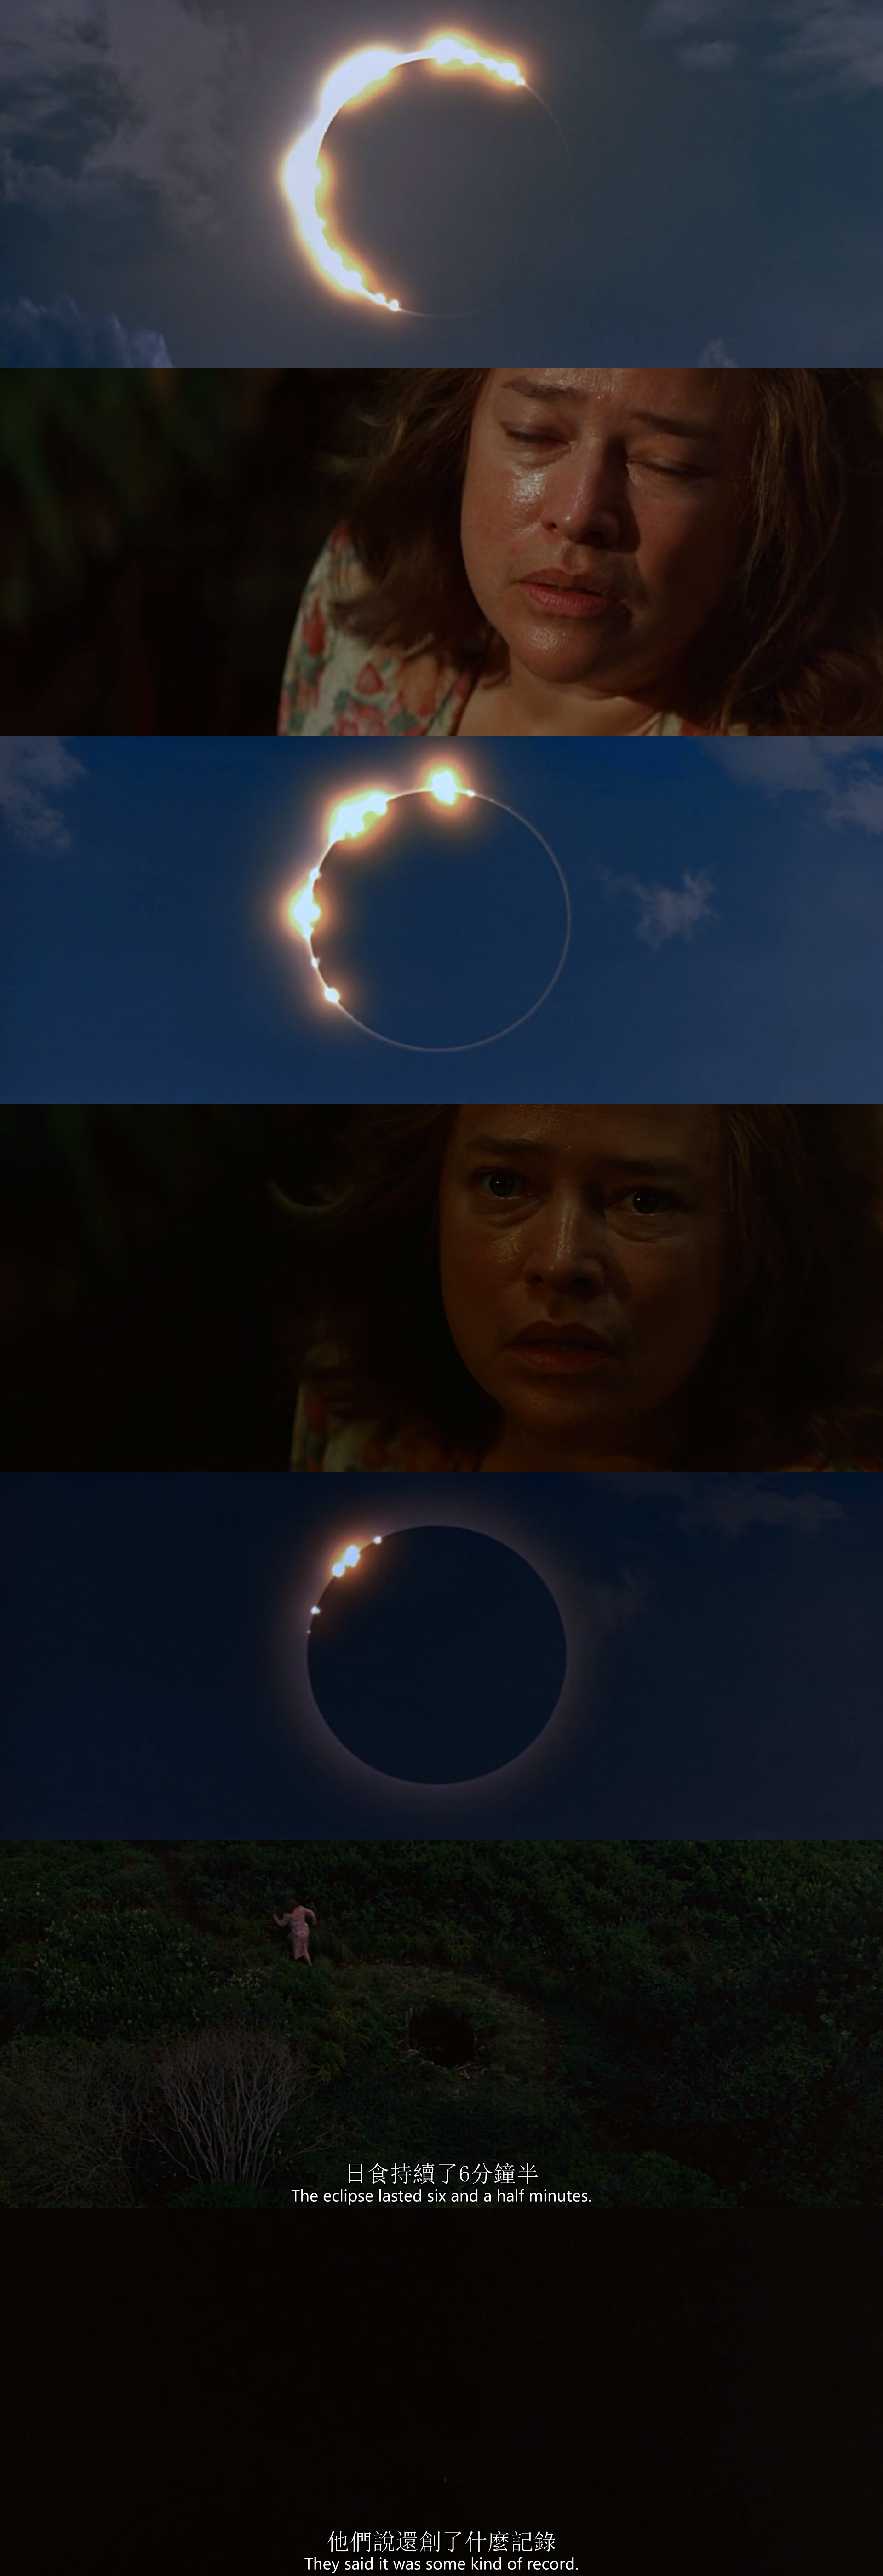 日食持續了6分鐘半
The eclipse lasted six and a half minutes.
他們說還創了什麼記錄
They said it was some kind of record.